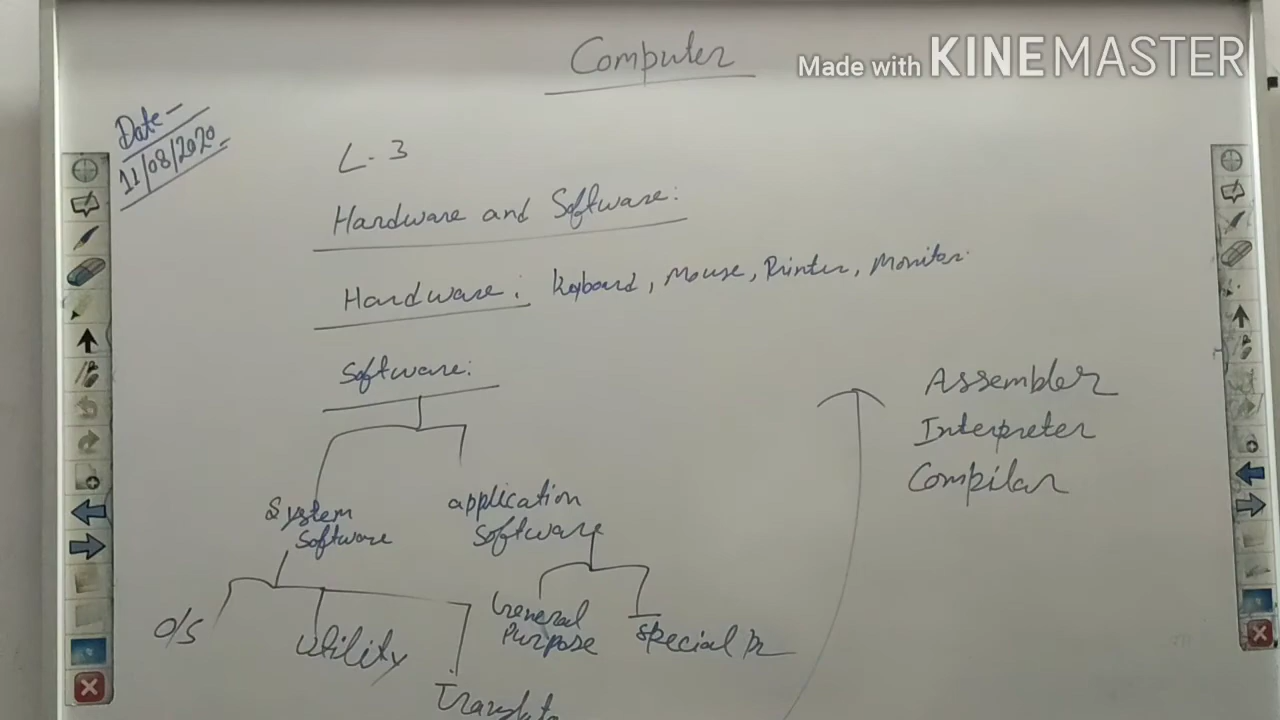 Computer
Made with KINEMASTER
Date -
11/08/2020
L-3
Hardware and Software:
Hardware: Keyboard, Mouse, Printer, Monitor
Software:
System
Software
application
Software
O/S
Utility
General
Purpose
Special Pr
Assembler
Interpreter
Compilar